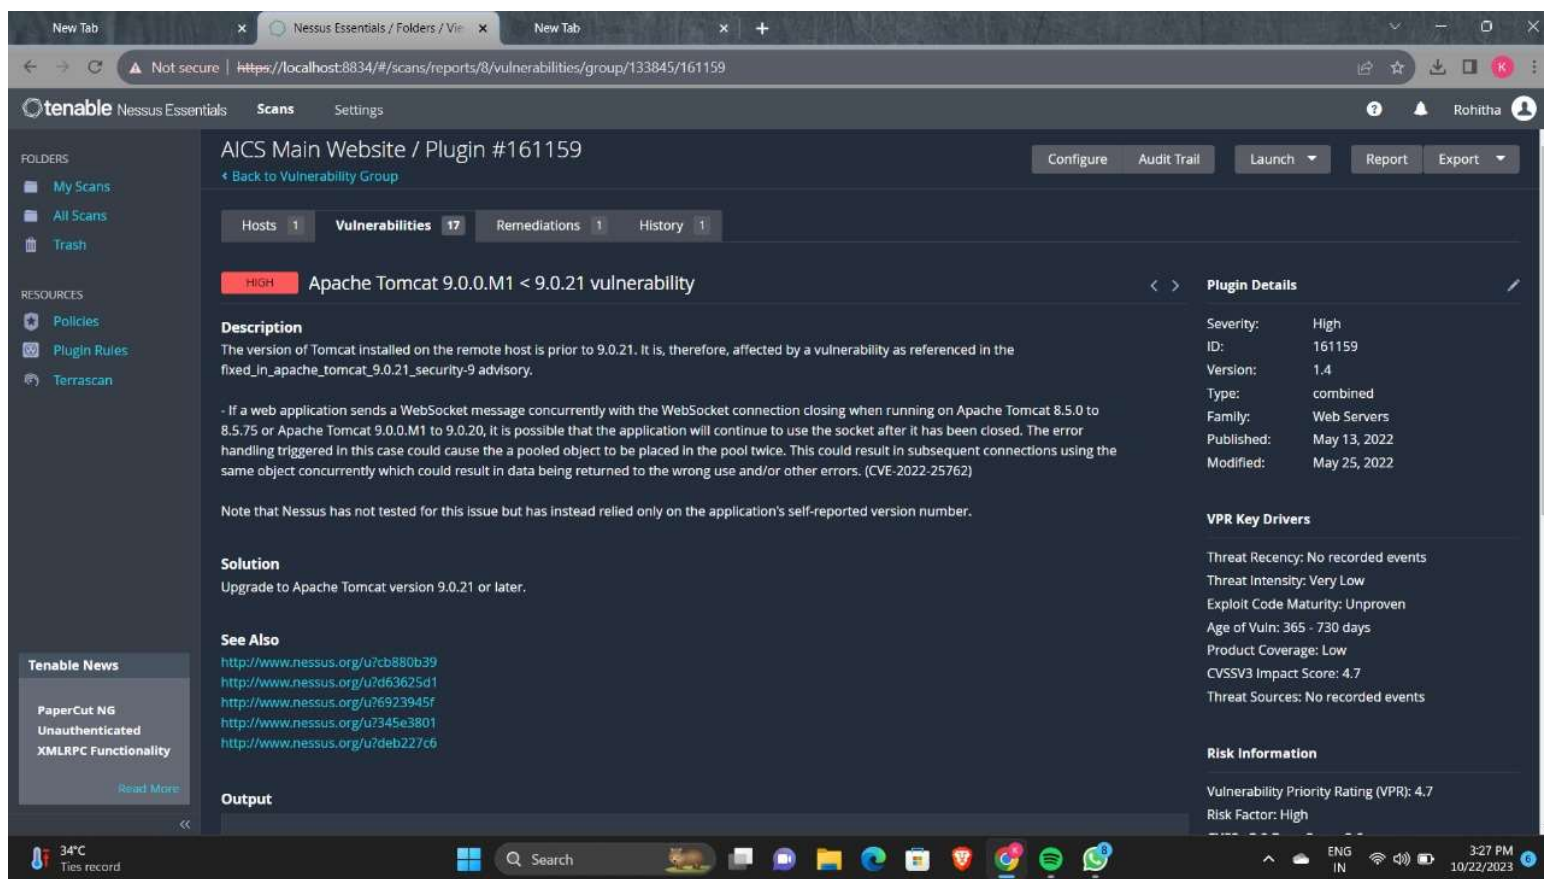 New Tab
Nessus Essentials / Folders / Vie
New Tab
Not secure | https://localhost:8834/#/scans/reports/8/vulnerabilities/group/133845/161159
K
tenable Nessus Essentials
Scans
Settings
Rohitha
FOLDERS
My Scans
All Scans
Trash
RESOURCES
Policies
Plugin Rules
Terrascan
Tenable News
PaperCut NG
Unauthenticated
XMLRPC Functionality
Read More
AICS Main Website / Plugin #161159
Back to Vulnerability Group
Configure
Audit Trail
Launch
Report
Export
Hosts 1
Vulnerabilities 17
Remediations 1
History 1
HIGH
Apache Tomcat 9.0.0.M1 < 9.0.21 vulnerability
Description
The version of Tomcat installed on the remote host is prior to 9.0.21. It is, therefore, affected by a vulnerability as referenced in the
fixed_in_apache_tomcat_9.0.21_security-9 advisory.
- If a web application sends a WebSocket message concurrently with the WebSocket connection closing when running on Apache Tomcat 8.5.0 to
8.5.75 or Apache Tomcat 9.0.0.M1 to 9.0.20, it is possible that the application will continue to use the socket after it has been closed. The error
handling triggered in this case could cause the a pooled object to be placed in the pool twice. This could result in subsequent connections using the
same object concurrently which could result in data being returned to the wrong use and/or other errors. (CVE-2022-25762)
Note that Nessus has not tested for this issue but has instead relied only on the application's self-reported version number.
Solution
Upgrade to Apache Tomcat version 9.0.21 or later.
See Also
http://www.nessus.org/u?cb880b39
http://www.nessus.org/u?d63625d1
http://www.nessus.org/u?6923945f
http://www.nessus.org/u?345e3801
http://www.nessus.org/u?deb227c6
Output
Plugin Details
Severity: High
ID: 161159
Version: 1.4
Type: combined
Family: Web Servers
Published: May 13, 2022
Modified: May 25, 2022
VPR Key Drivers
Threat Recency: No recorded events
Threat Intensity: Very Low
Exploit Code Maturity: Unproven
Age of Vuln: 365 - 730 days
Product Coverage: Low
CVSSV3 Impact Score: 4.7
Threat Sources: No recorded events
Risk Information
Vulnerability Priority Rating (VPR): 4.7
Risk Factor: High
34°C
Ties record
Search
ENG
IN
3:27 PM
10/22/2023